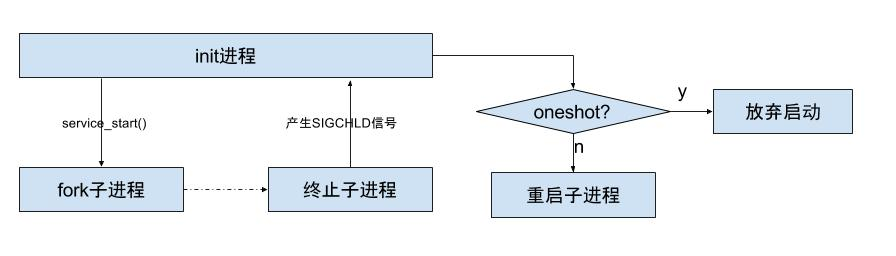 init进程
service_start()
产生SIGCHLD信号
fork子进程
终止子进程
oneshot?
y
放弃启动
n
重启子进程